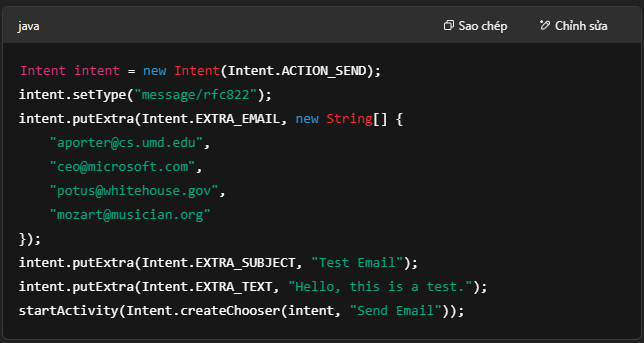 java
Sao chép
Chỉnh sửa
Intent intent = new Intent(Intent.ACTION_SEND);
intent.setType("message/rfc822");
intent.putExtra(Intent.EXTRA_EMAIL, new String[] {
    "aporter@cs.umd.edu",
    "ceo@microsoft.com",
    "potus@whitehouse.gov",
    "mozart@musician.org"
});
intent.putExtra(Intent.EXTRA_SUBJECT, "Test Email");
intent.putExtra(Intent.EXTRA_TEXT, "Hello, this is a test.");
startActivity(Intent.createChooser(intent, "Send Email"));